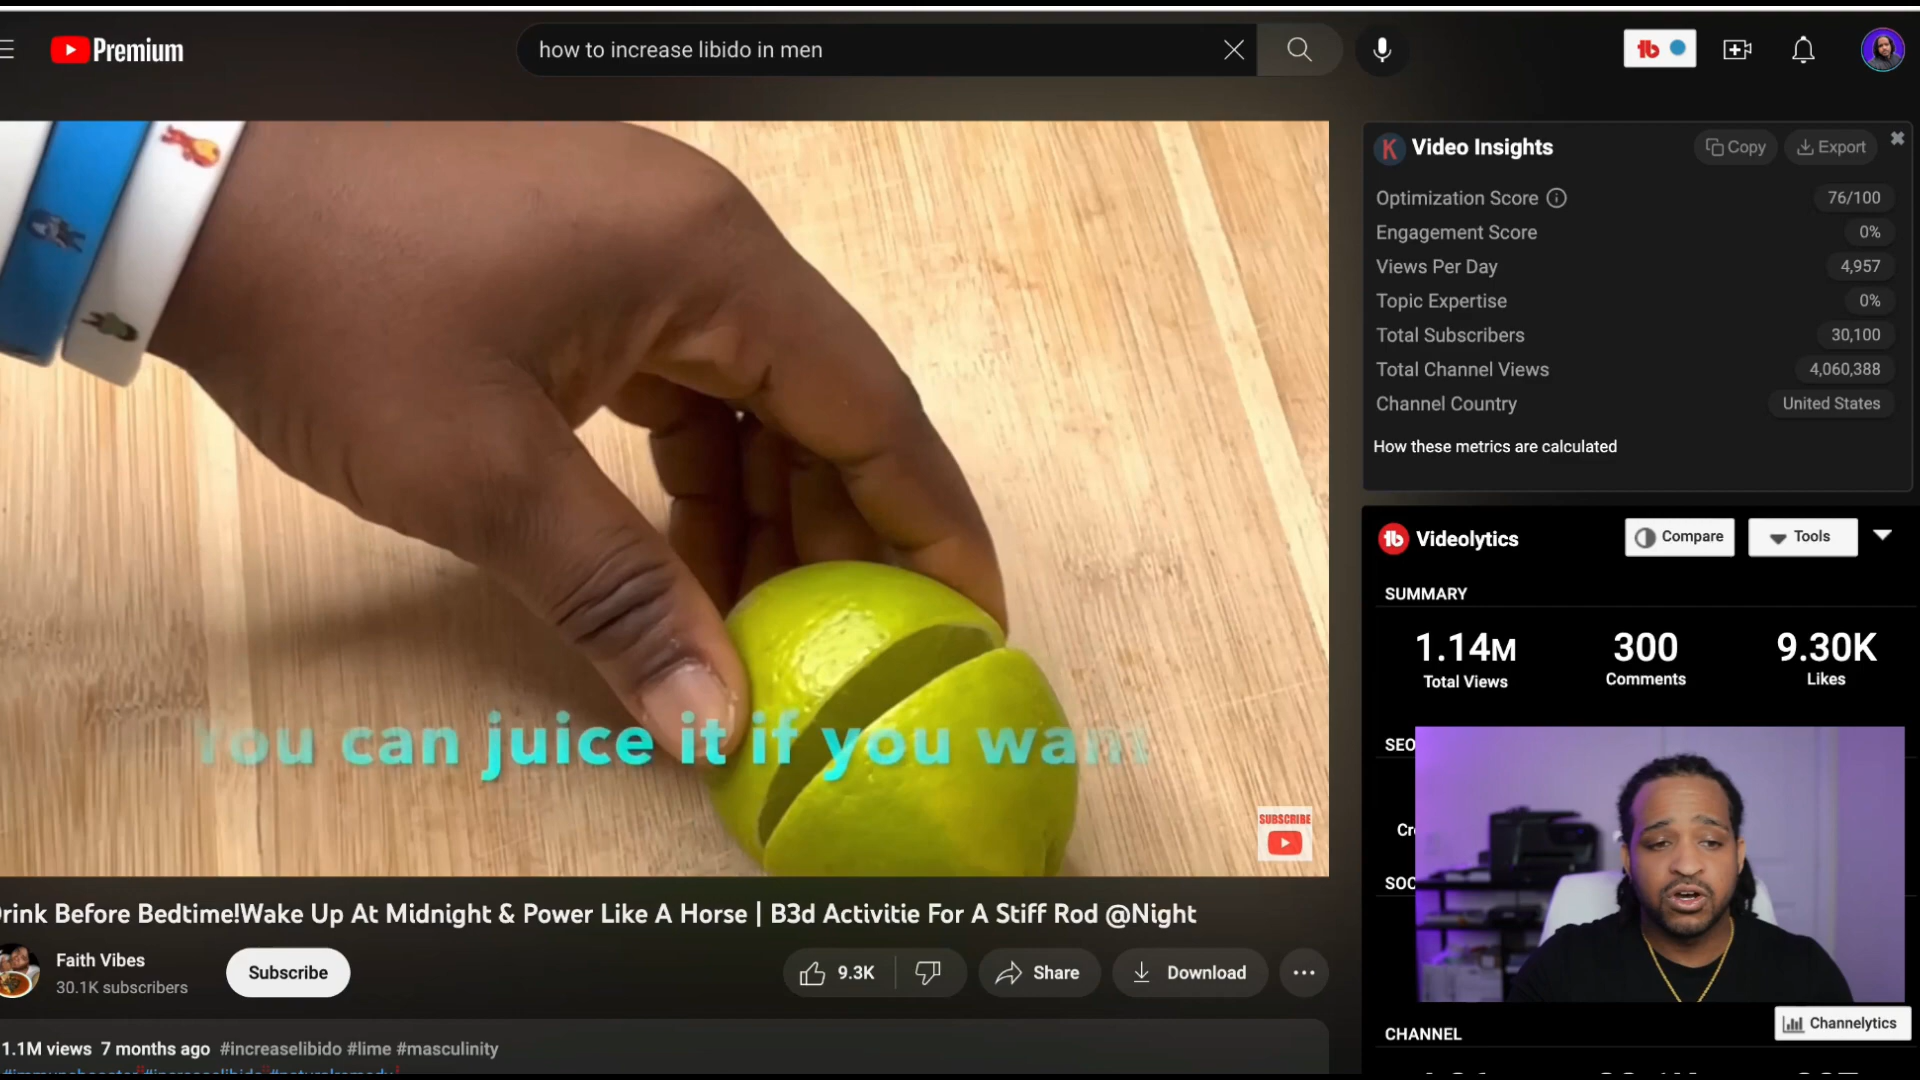 Premium
how to increase libido in men
Video Insights
Copy
Export
Optimization Score
76/100
Engagement Score
0%
Views Per Day
4,957
Topic Expertise
0%
Total Subscribers
30,100
Total Channel Views
4,060,388
Channel Country
United States
How these metrics are calculated
You can juice it if you want
SUBSCRIBE
Videolytics
Compare
Tools
SUMMARY
1.14M
300
9.30K
Total Views
Comments
Likes
SEO
Cr
SOC
rink Before Bedtime!Wake Up At Midnight & Power Like A Horse | B3d Activitie For A Stiff Rod @Night
Faith Vibes
30.1K subscribers
Subscribe
9.3K
Share
Download
Channelytics
CHANNEL
1.1M views 7 months ago #increaselibido #lime #masculinity